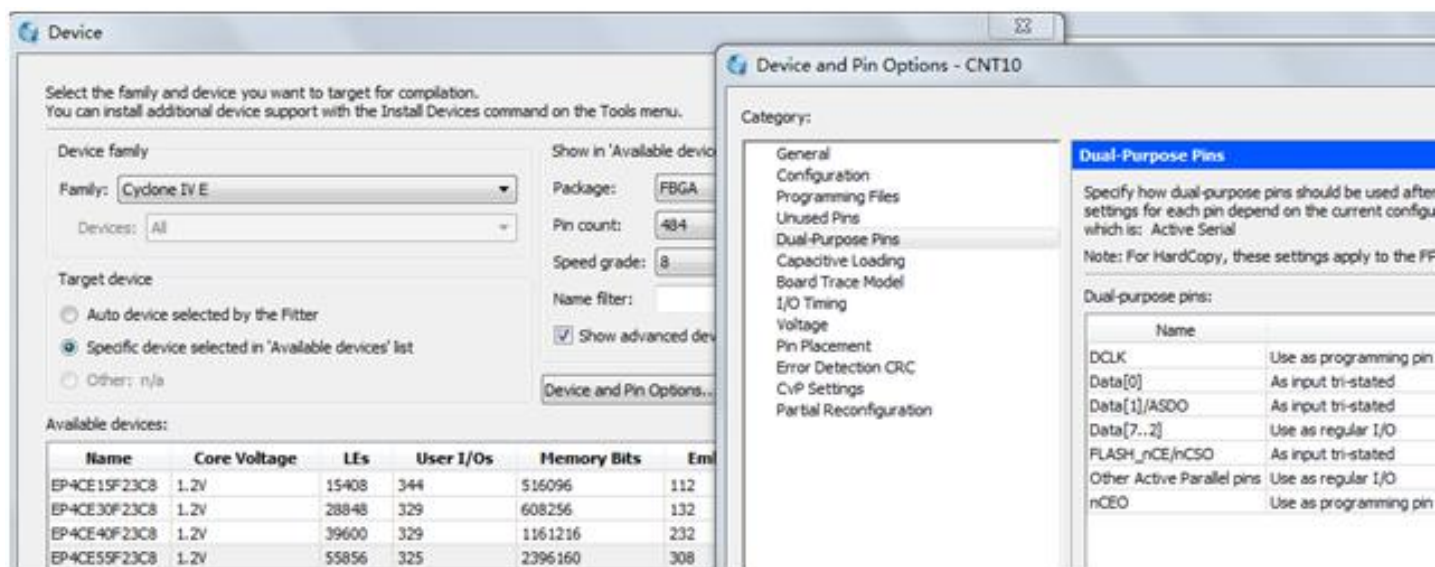 Device
Select the family and device you want to target for compilation.
You can install additional device support with the Install Devices command on the Tools menu.
Device family
Family: Cyclone IV E
Devices: All
Target device
Auto device selected by the Fitter
Specific device selected in 'Available devices' list
Other: n/a
Show in 'Available devic
Package: FBGA
Pin count: 484
Speed grade: 8
Name filter:
Show advanced dev
Device and Pin Options...
Available devices:
Name Core Voltage LEs User I/Os Memory Bits Eml
EP4CE15F23C8 1.2V 15408 344 516096 112
EP4CE30F23C8 1.2V 28848 329 608256 132
EP4CE40F23C8 1.2V 39600 329 1161216 232
EP4CE55F23C8 1.2V 55856 325 2396160 308
Device and Pin Options - CNT10
Category:
General
Configuration
Programming Files
Unused Pins
Dual-Purpose Pins
Capacitive Loading
Board Trace Model
I/O Timing
Voltage
Pin Placement
Error Detection CRC
CvP Settings
Partial Reconfiguration
Dual-Purpose Pins
Specify how dual-purpose pins should be used after
settings for each pin depend on the current configu
which is: Active Serial
Note: For HardCopy, these settings apply to the FP
Dual-purpose pins:
Name
DCLK Use as programming pin
Data[0] As input tri-stated
Data[1]/ASDO As input tri-stated
Data[7..2] Use as regular I/O
FLASH_nCE/nCSO As input tri-stated
Other Active Parallel pins Use as regular I/O
nCEO Use as programming pin